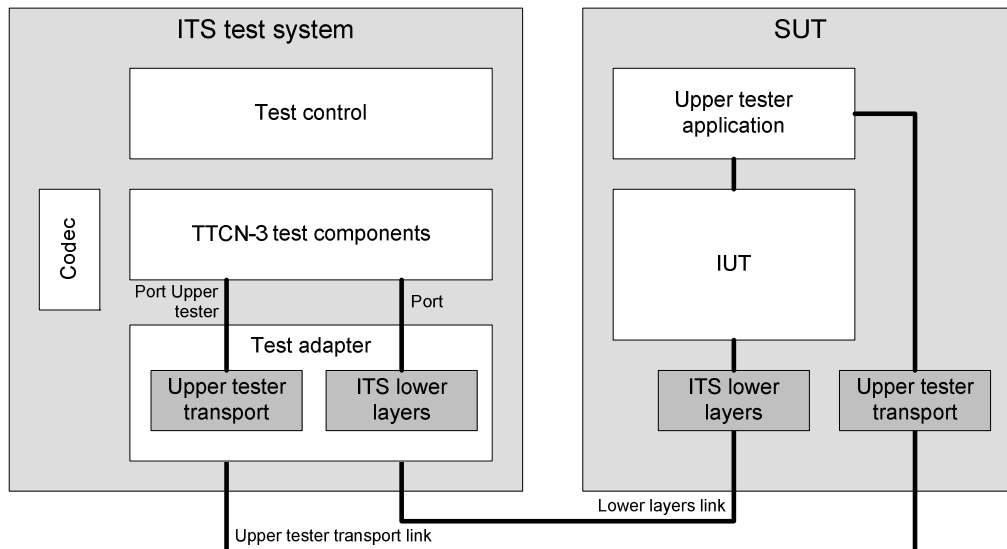 ITS test system
Test control
Codec
TTCN-3 test components
Port Upper
tester
Port
Test adapter
Upper tester
transport
ITS lower
layers
SUT
Upper tester
application
IUT
ITS lower
layers
Upper tester
transport
Lower layers link
Upper tester transport link